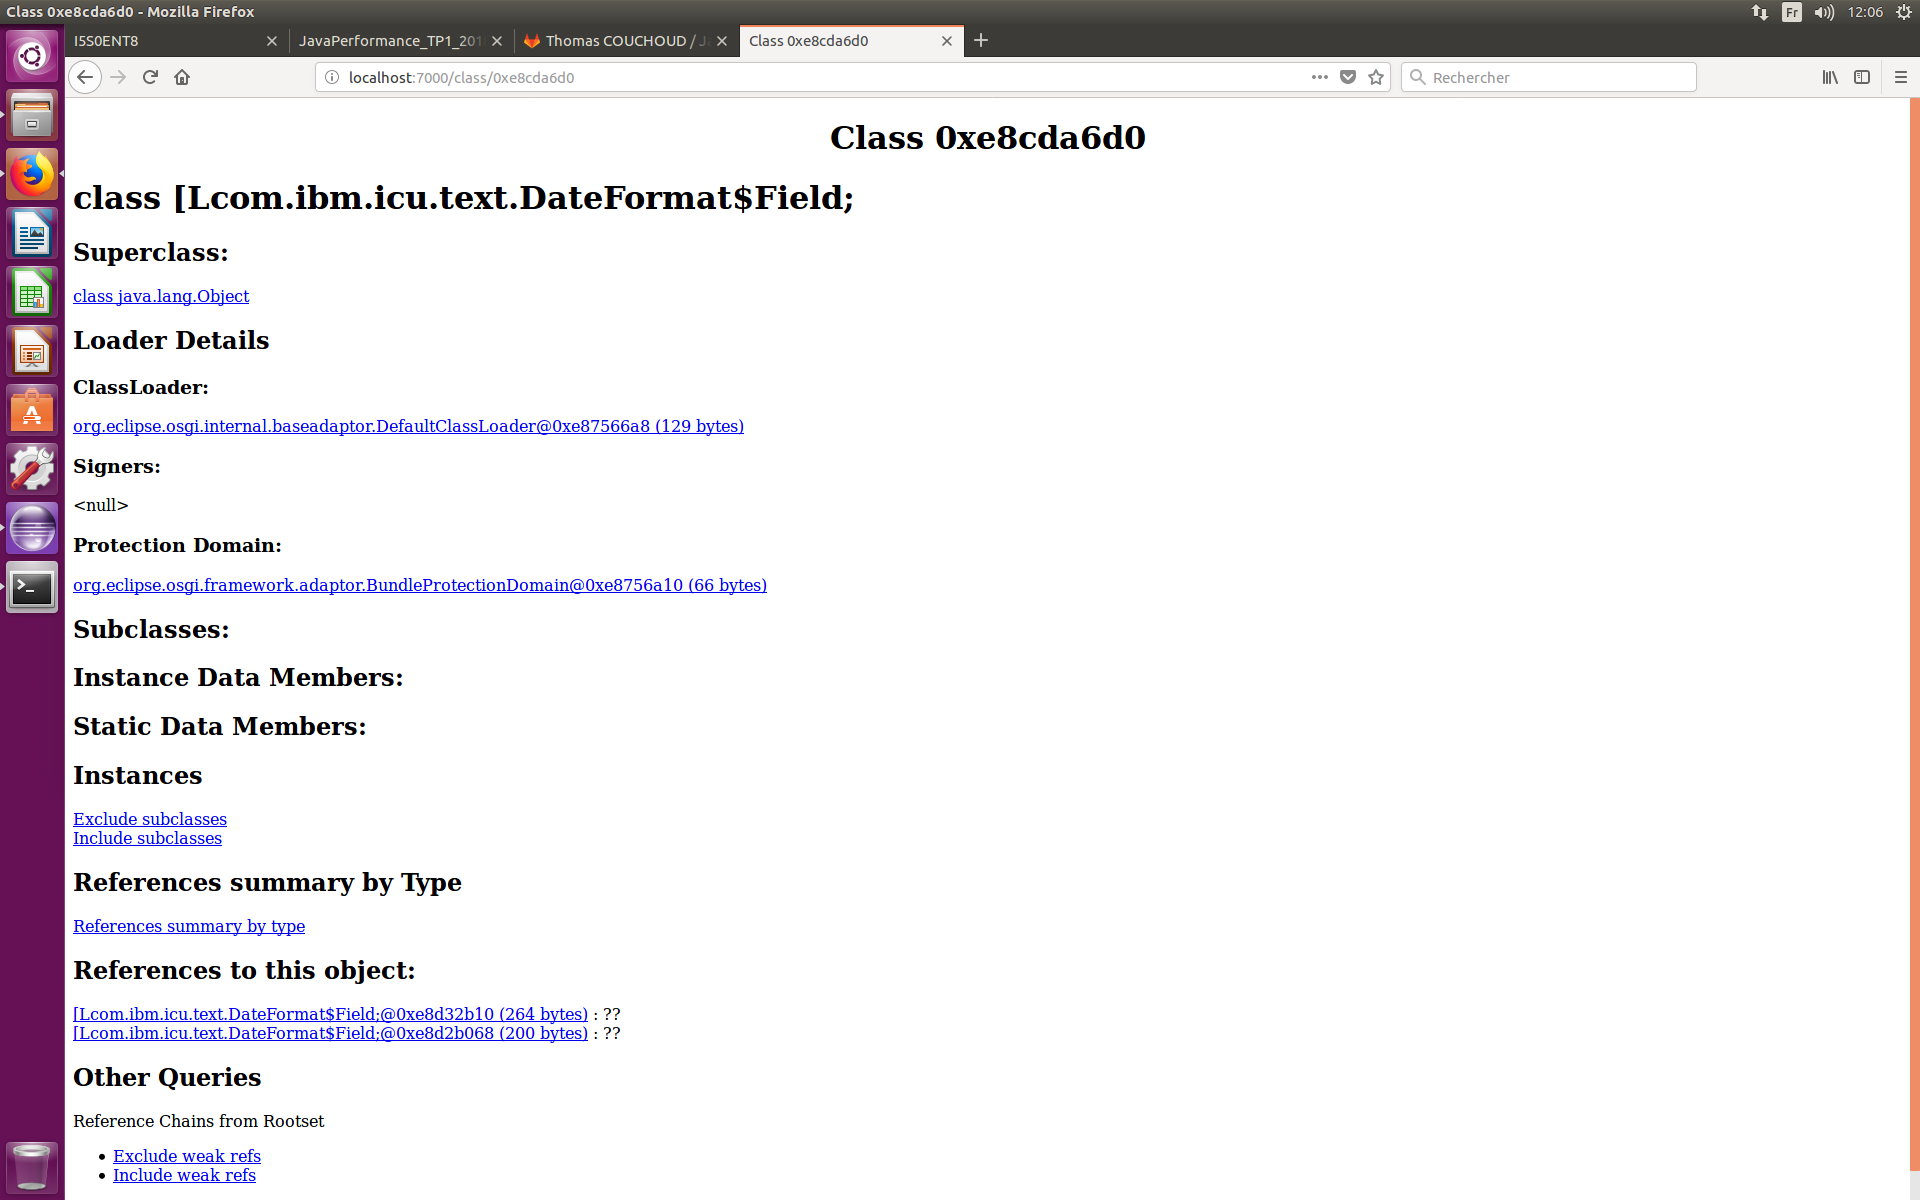 Class 0xe8cda6d0 - Mozilla Firefox
Fr
12:06
I5S0ENT8
JavaPerformance_TP1_201
Thomas COUCHOUD / J
Class 0xe8cda6d0
localhost:7000/class/0xe8cda6d0
Rechercher
Class 0xe8cda6d0
class [Lcom.ibm.icu.text.DateFormat$Field;
Superclass:
class java.lang.Object
Loader Details
ClassLoader:
org.eclipse.osgi.internal.baseadaptor.DefaultClassLoader@0xe87566a8 (129 bytes)
Signers:
<null>
Protection Domain:
org.eclipse.osgi.framework.adaptor.BundleProtectionDomain@0xe8756a10 (66 bytes)
Subclasses:
Instance Data Members:
Static Data Members:
Instances
Exclude subclasses
Include subclasses
References summary by Type
References summary by type
References to this object:
[Lcom.ibm.icu.text.DateFormat$Field;@0xe8d32b10 (264 bytes) : ??
[Lcom.ibm.icu.text.DateFormat$Field;@0xe8d2b068 (200 bytes) : ??
Other Queries
Reference Chains from Rootset
• Exclude weak refs
• Include weak refs